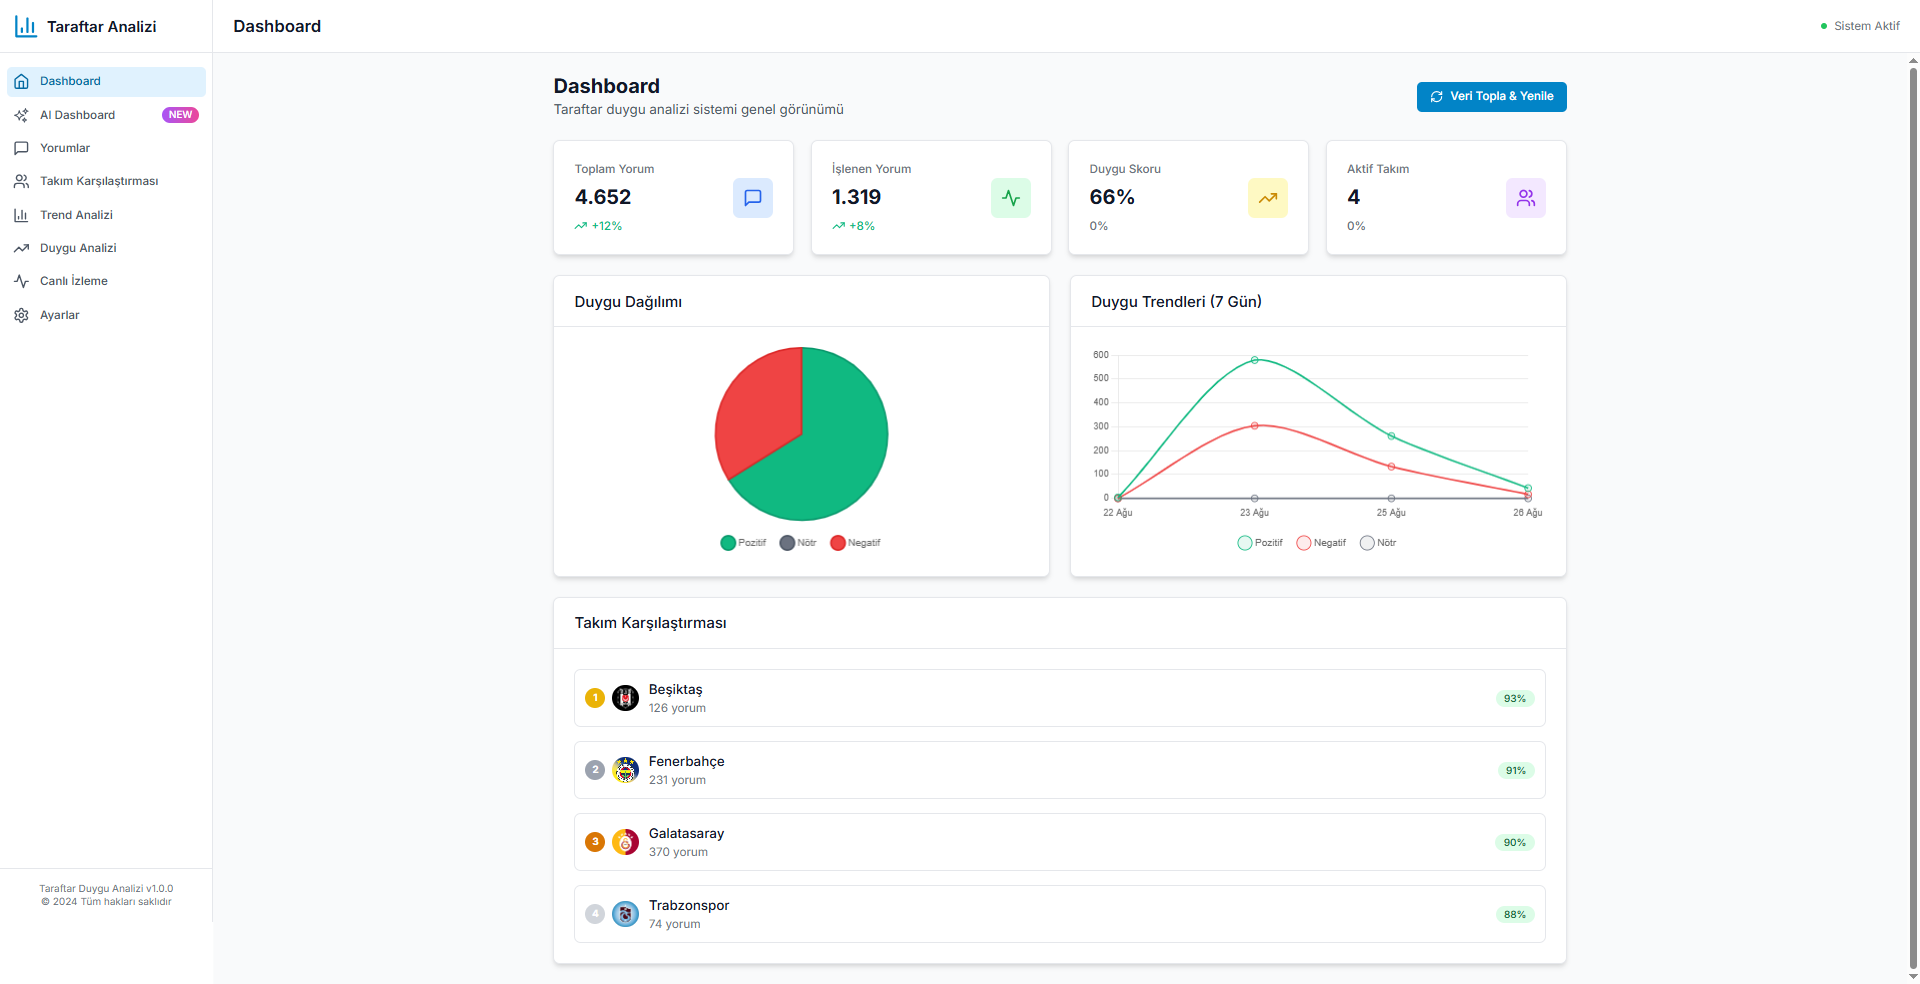 Taraftar Analizi
Dashboard
Sistem Aktif
Dashboard
AI Dashboard NEW
Yorumlar
Takım Karşılaştırması
Trend Analizi
Duygu Analizi
Canlı İzleme
Ayarlar
Taraftar Duygu Analizi v1.0.0
© 2024 Tüm hakları saklıdır
Dashboard
Taraftar duygu analizi sistemi genel görünümü
Veri Topla & Yenile
Toplam Yorum
4.652
+12%
İşlenen Yorum
1.319
+8%
Duygu Skoru
66%
0%
Aktif Takım
4
0%
Duygu Dağılımı
Pozitif Nötr Negatif
Duygu Trendleri (7 Gün)
600
500
400
300
200
100
0
22 Ağu 23 Ağu 25 Ağu 26 Ağu
Pozitif Negatif Nötr
Takım Karşılaştırması
1 Beşiktaş
126 yorum
93%
2 Fenerbahçe
231 yorum
91%
3 Galatasaray
370 yorum
90%
4 Trabzonspor
74 yorum
88%